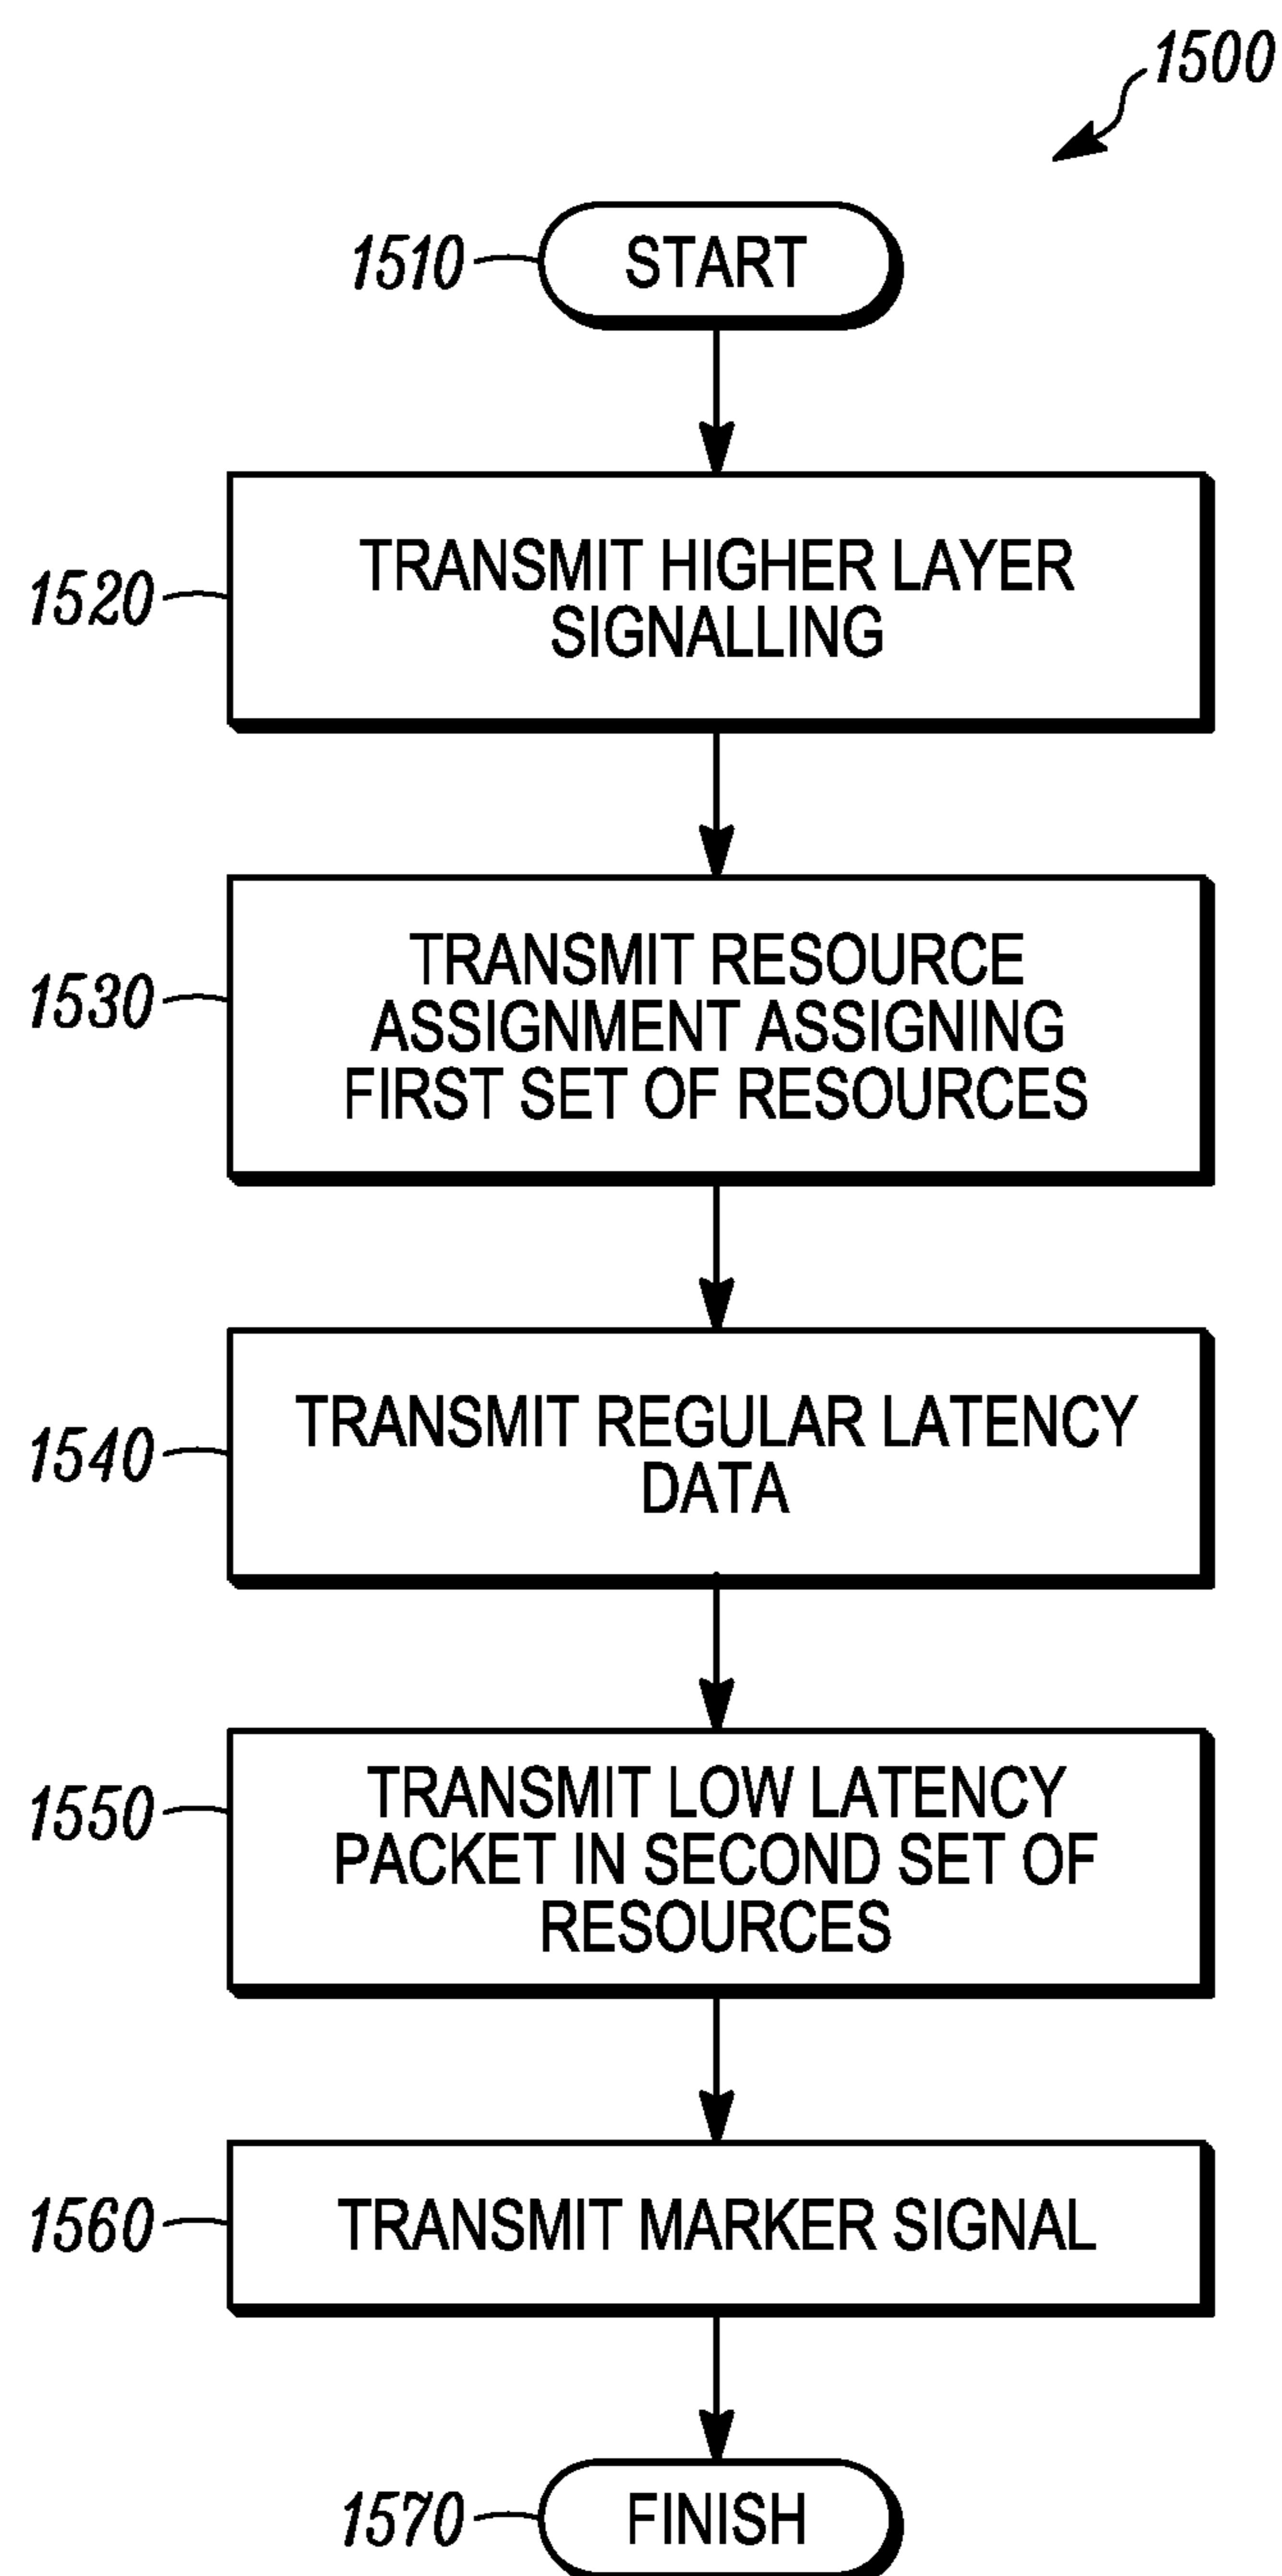 1500
1510
START
1520
TRANSMIT HIGHER LAYER
SIGNALLING
1530
TRANSMIT RESOURCE
ASSIGNMENT ASSIGNING
FIRST SET OF RESOURCES
1540
TRANSMIT REGULAR LATENCY
DATA
1550
TRANSMIT LOW LATENCY
PACKET IN SECOND SET OF
RESOURCES
1560
TRANSMIT MARKER SIGNAL
1570
FINISH